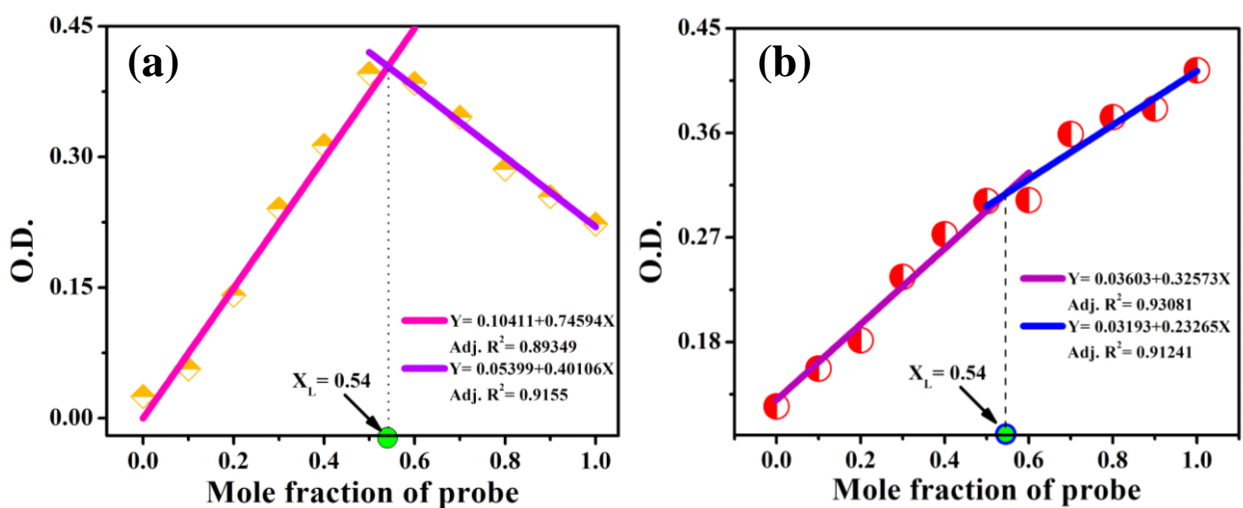 (a)
0.45
0.30
0.15
0.00
O.D.
Y= 0.10411+0.74594X
Adj. R²= 0.89349
Y= 0.05399+0.40106X
Adj. R²= 0.9155
X_L= 0.54
0.0 0.2 0.4 0.6 0.8 1.0
Mole fraction of probe
(b)
0.45
0.36
0.27
0.18
O.D.
Y= 0.03603+0.32573X
Adj. R²= 0.93081
Y= 0.03193+0.23265X
Adj. R²= 0.91241
X_L= 0.54
0.0 0.2 0.4 0.6 0.8 1.0
Mole fraction of probe